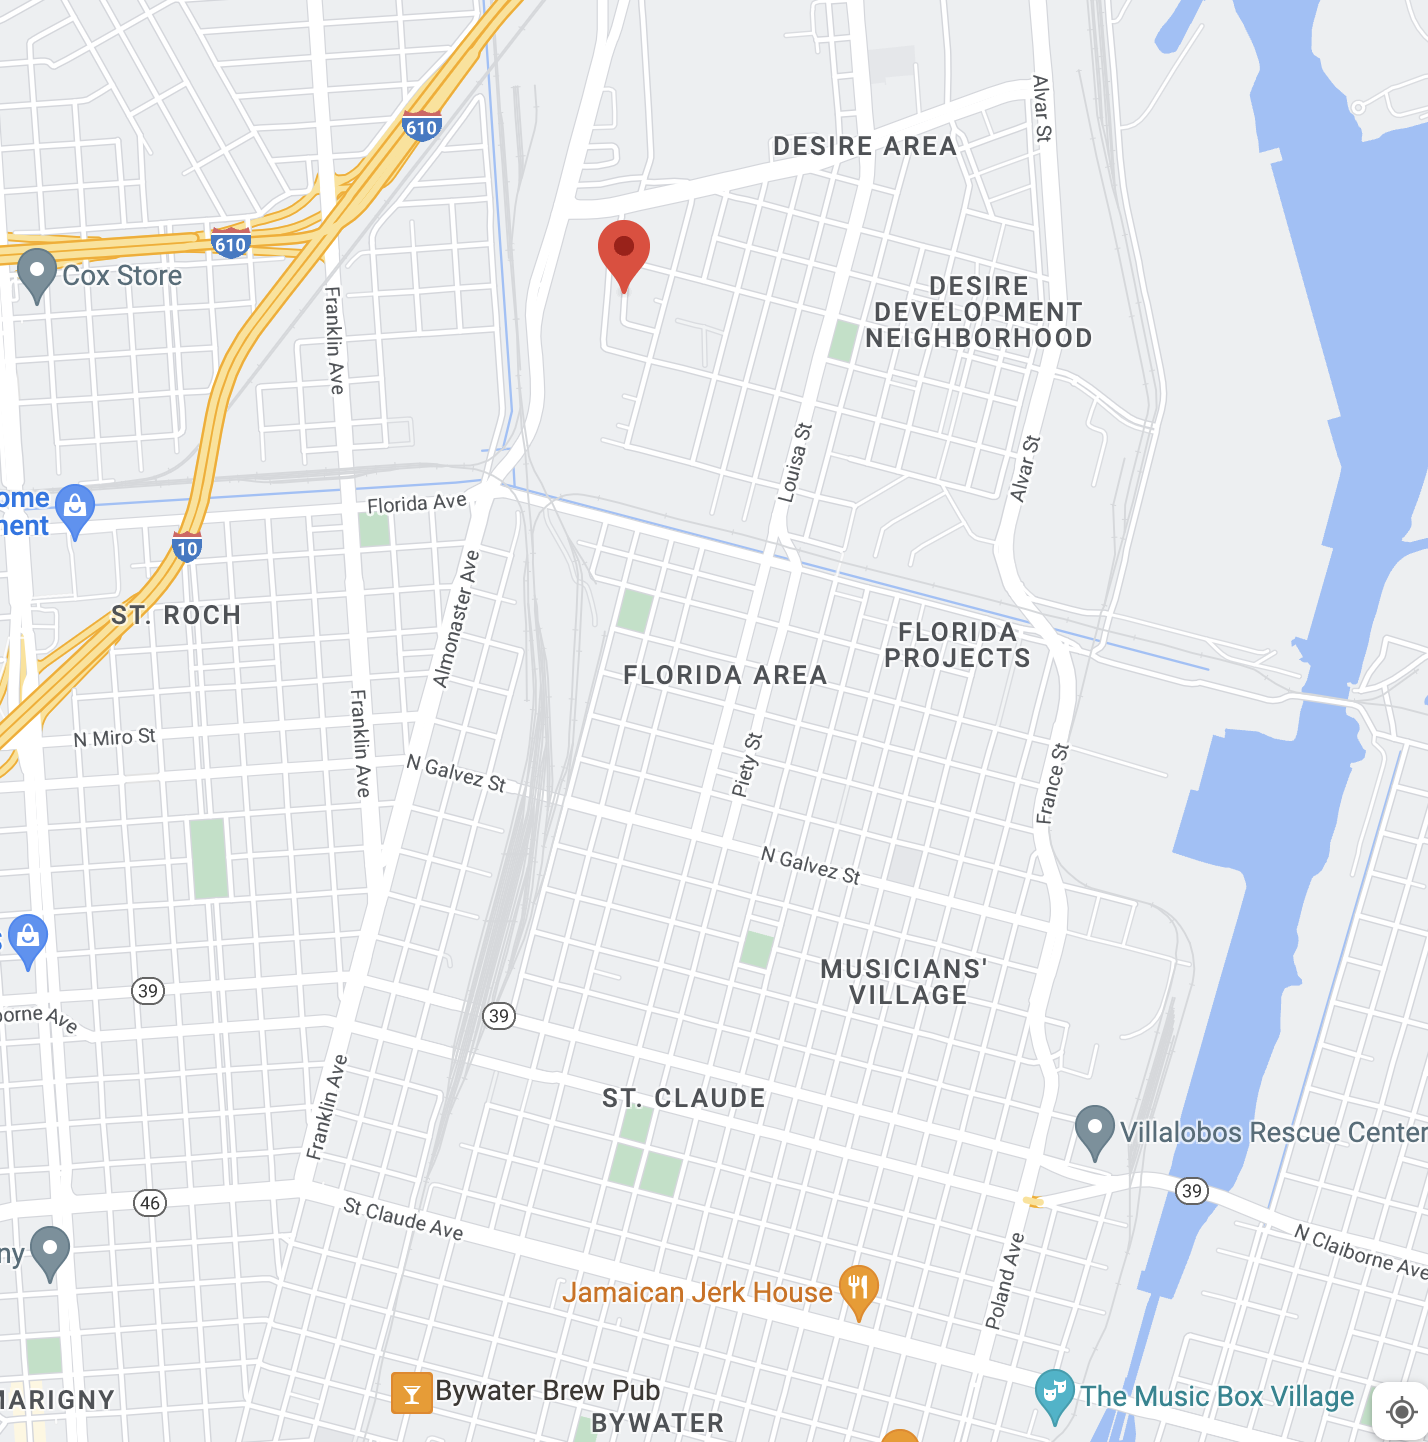 Alvar St
610
DESIRE AREA
610
Cox Store
DESIRE
DEVELOPMENT
NEIGHBORHOOD
Franklin Ave
Louisa St
Alvar St
ome
nent
Florida Ave
10
Almonaster Ave
ST. ROCH
FLORIDA
PROJECTS
FLORIDA AREA
N Miro St
Franklin Ave
N Galvez St
Piety St
France St
N Galvez St
s
MUSICIANS'
VILLAGE
39
orne Ave
39
Franklin Ave
ST. CLAUDE
Villalobos Rescue Center
39
46
St Claude Ave
N Claiborne Ave
ny
Poland Ave
Jamaican Jerk House
Bywater Brew Pub
The Music Box Village
MARIGNY
BYWATER